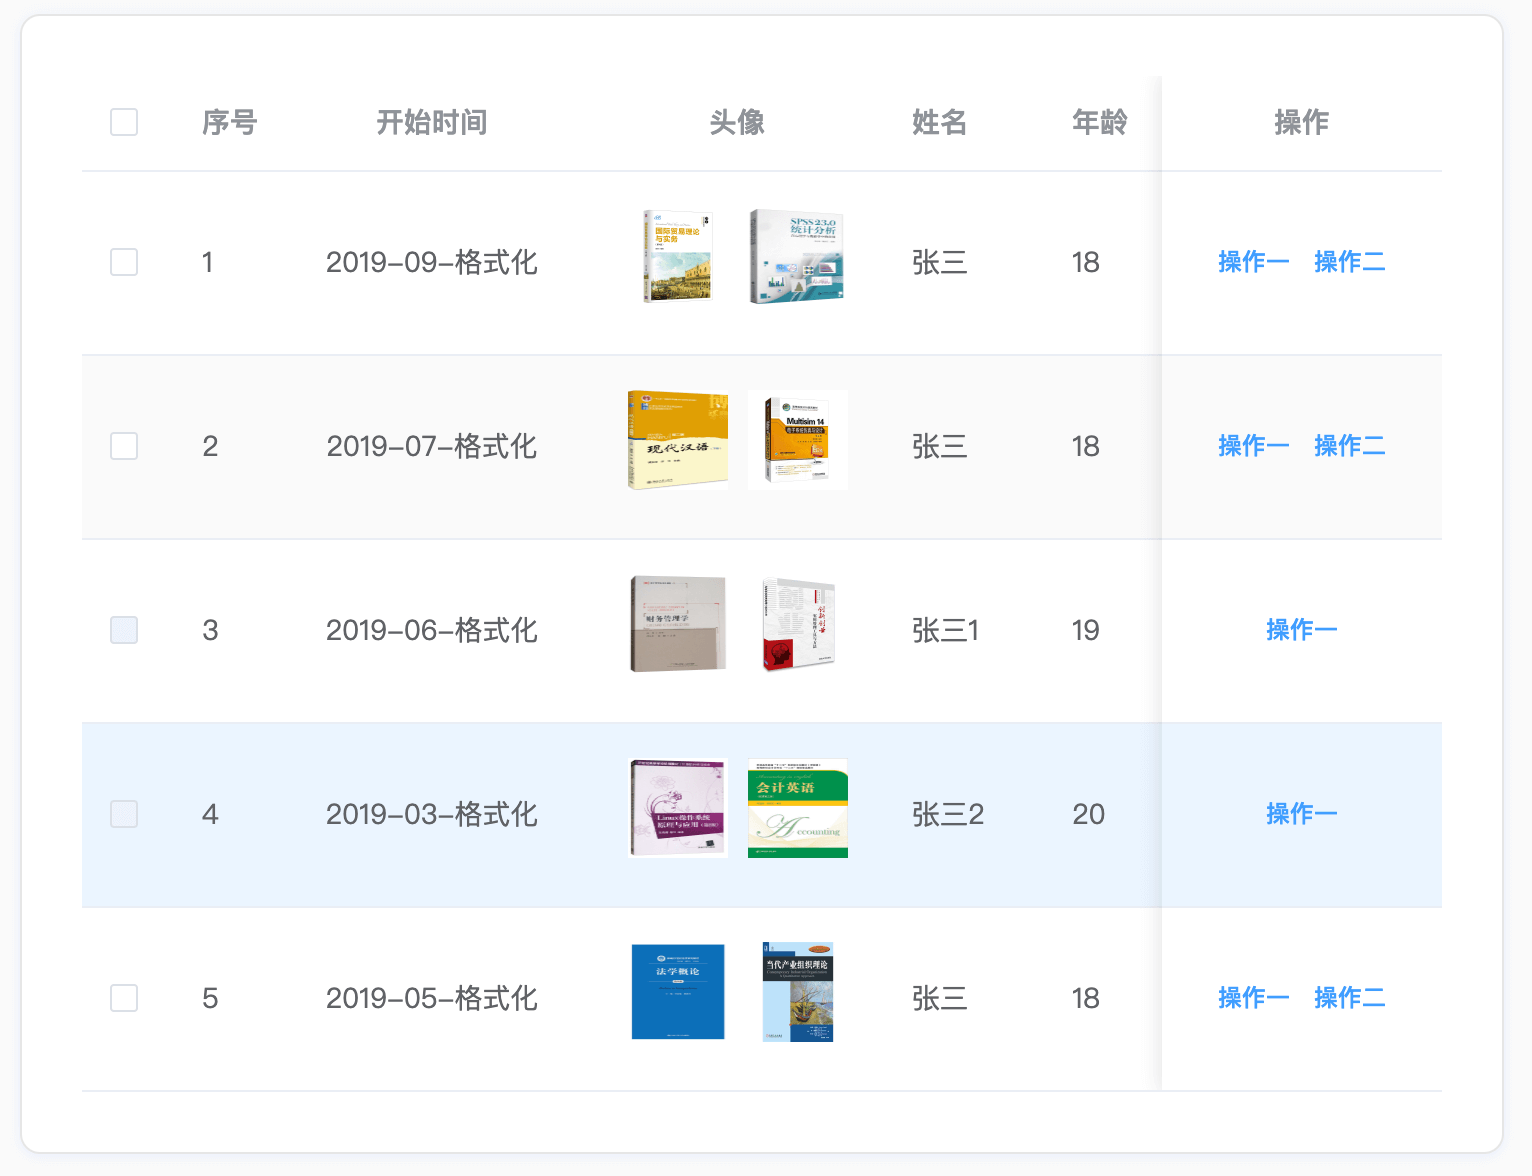 序号 开始时间 头像 姓名 年龄 操作
1 2019-09-格式化 张三 18 操作一 操作二
国际贸易理论
与实务
SPSS 23.0
统计分析
2 2019-07-格式化 张三 18 操作一 操作二
现代汉语
Multisim 14
3 2019-06-格式化 张三1 19 操作一
财务管理学
4 2019-03-格式化 张三2 20 操作一
Linux操作系统
原理与应用
会计英语
Accounting
5 2019-05-格式化 张三 18 操作一 操作二
法学概论
当代产业组织理论